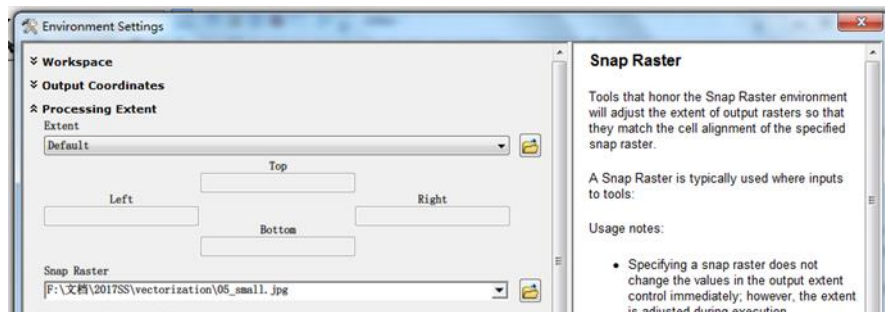 Environment Settings
Workspace
Output Coordinates
Processing Extent
Extent
Default
Top
Left
Right
Bottom
Snap Raster
F:\文档\2017SS\vectorization\05_small.jpg
Snap Raster
Tools that honor the Snap Raster environment
will adjust the extent of output rasters so that
they match the cell alignment of the specified
snap raster.
A Snap Raster is typically used where inputs
to tools:
Usage notes:
• Specifying a snap raster does not
change the values in the output extent
control immediately; however, the extent
is adjusted during execution